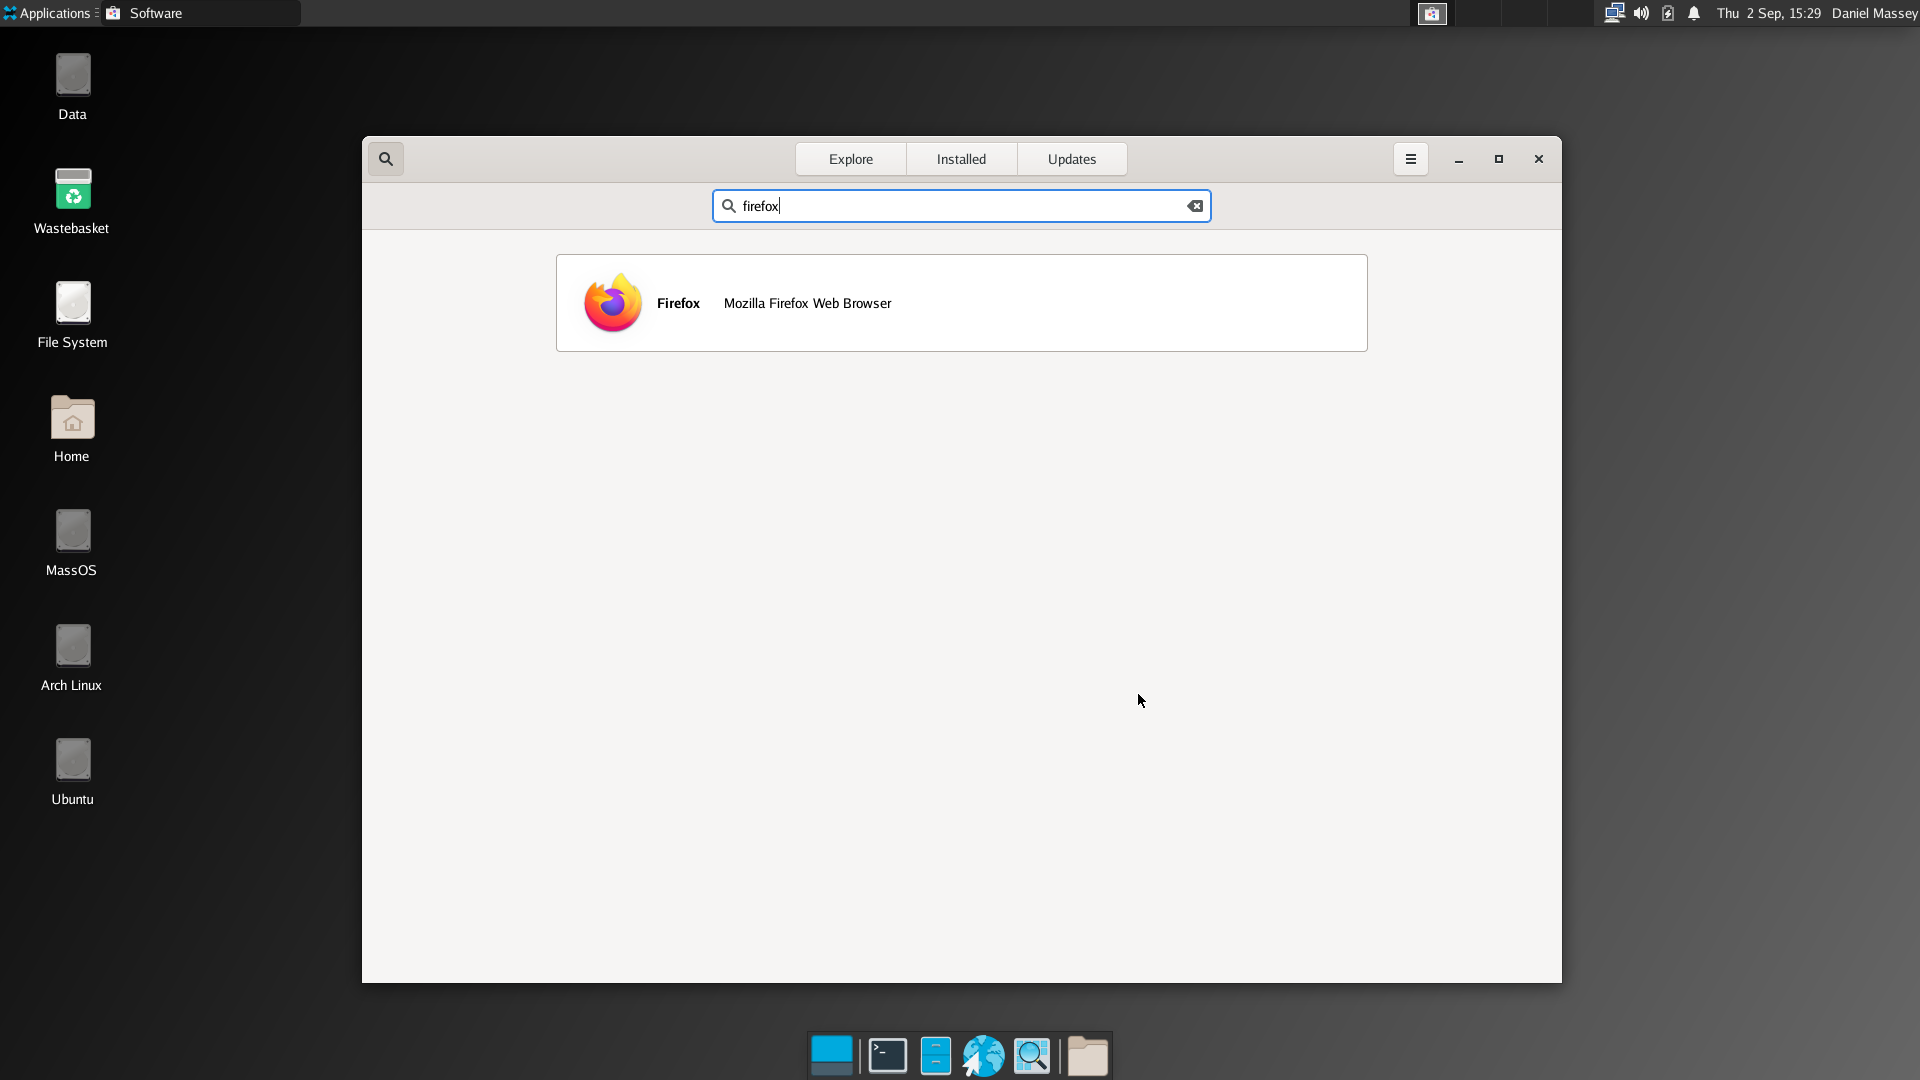 Applications
Software
Thu 2 Sep, 15:29
Daniel Massey
Data
Wastebasket
File System
Home
MassOS
Arch Linux
Ubuntu
Explore
Installed
Updates
firefox
Firefox Mozilla Firefox Web Browser